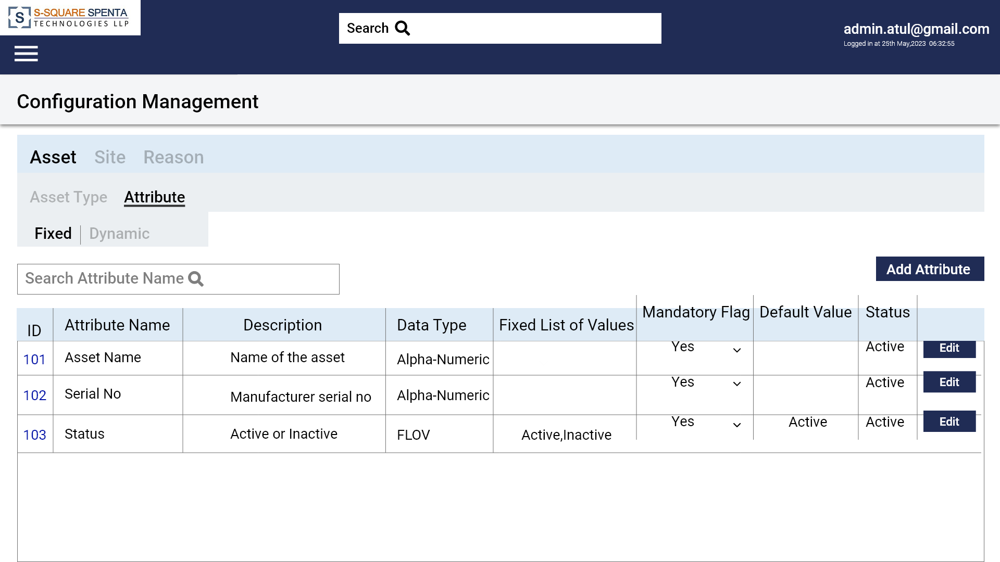 S
S-SQUARE SPENTA
TECHNOLOGIES LLP
Search
admin.atul@gmail.com
Logged in at 25th May,2023 06:32:55
Configuration Management
Asset Site Reason
Asset Type Attribute
Fixed Dynamic
Search Attribute Name
Add Attribute
ID Attribute Name Description Data Type Fixed List of Values Mandatory Flag Default Value Status
101 Asset Name Name of the asset Alpha-Numeric Yes Active Edit
102 Serial No Manufacturer serial no Alpha-Numeric Yes Active Edit
103 Status Active or Inactive FLOV Active,Inactive Yes Active Active Edit